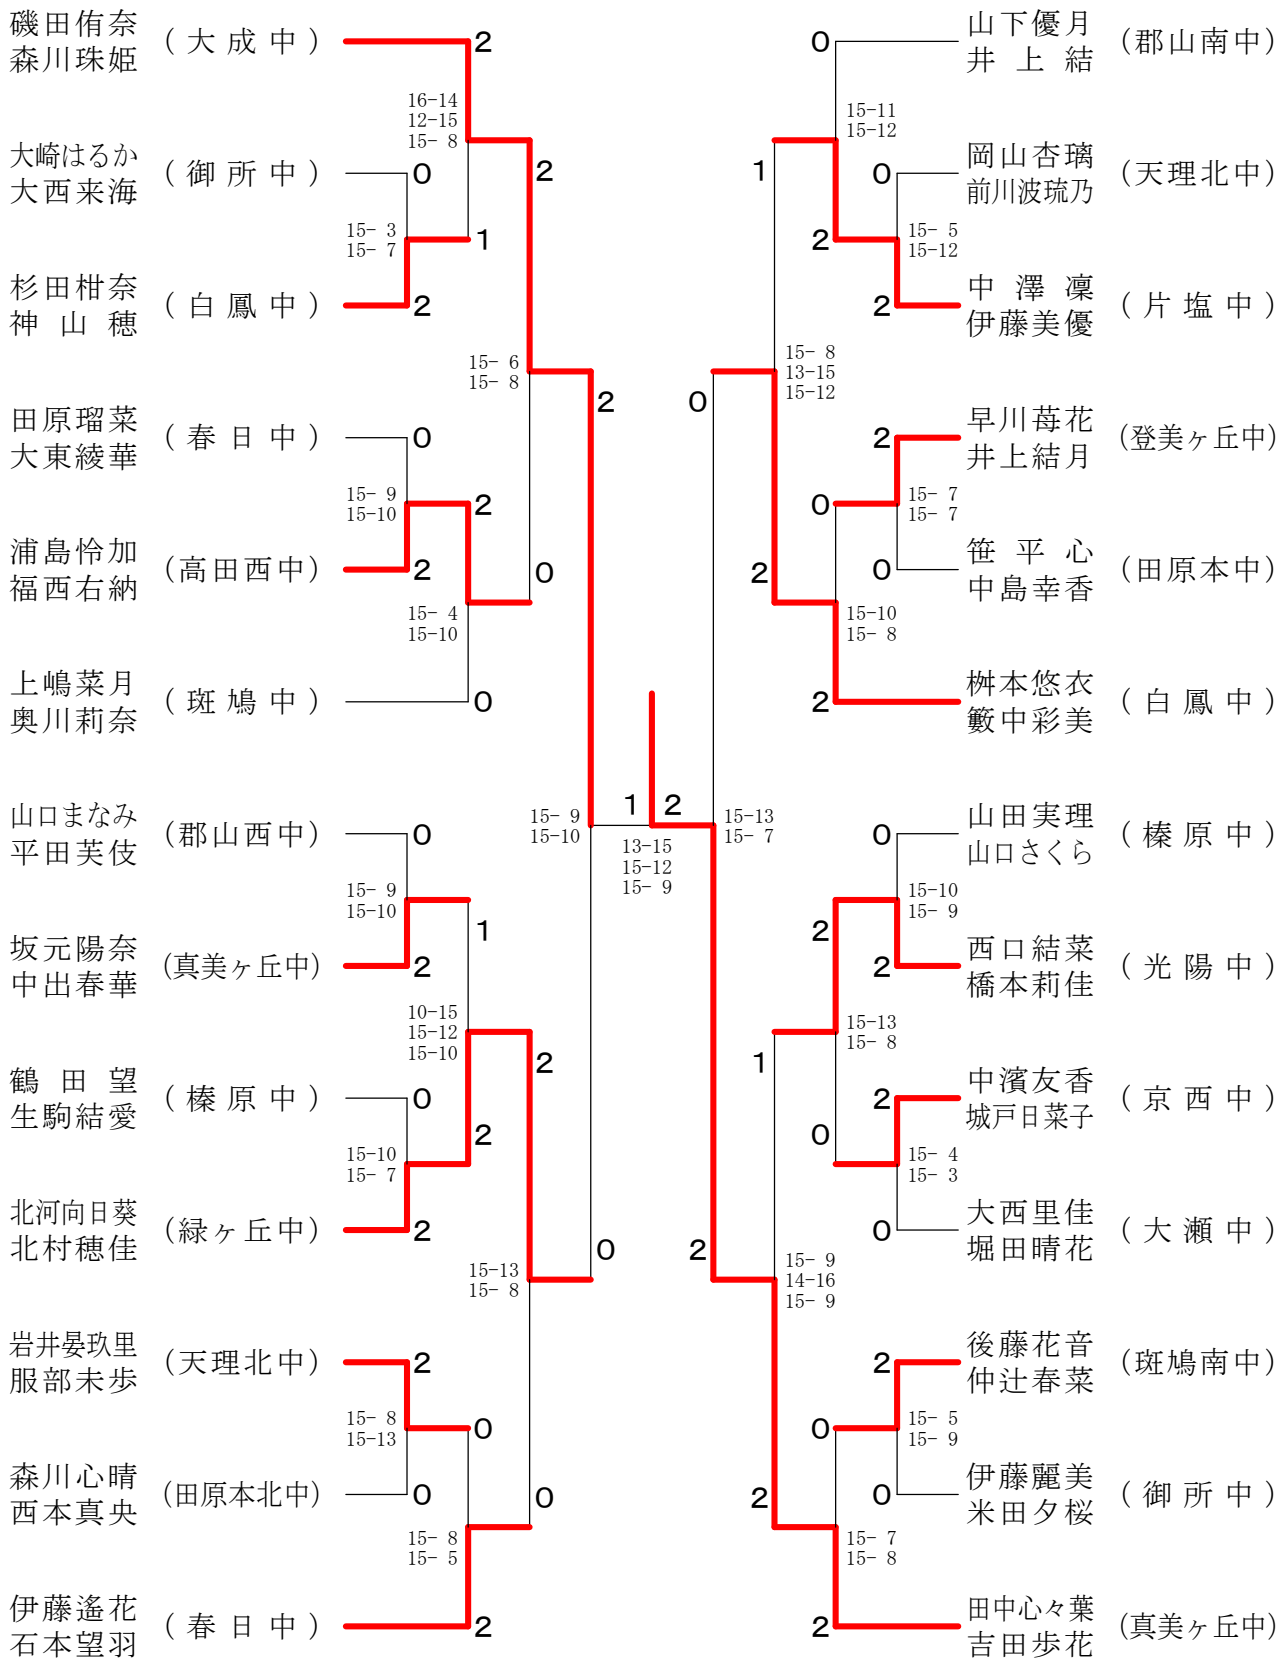 磯田侑奈
森川珠姫
(大成中)
2
16-14
12-15
15- 8
大崎はるか
大西来海
(御所中)
0
2
15- 3
15- 7
1
杉田柑奈
神山穂
(白鳳中)
2
15- 6
15- 8
2
田原瑠菜
大東綾華
(春日中)
0
15- 9
15-10
2
浦島怜加
福西右納
(高田西中)
2
0
15- 4
15-10
上嶋菜月
奥川莉奈
(斑鳩中)
0
山口まなみ
平田芙伎
(郡山西中)
0
15- 9
15-10
15- 9
15-10
1
坂元陽奈
中出春華
(真美ヶ丘中)
2
10-15
15-12
15-10
2
鶴田望
生駒結愛
(榛原中)
0
2
15-10
15- 7
北河向日葵
北村穂佳
(緑ヶ丘中)
2
0
15-13
15- 8
岩井晏玖里
服部未歩
(天理北中)
2
15- 8
15-13
0
森川心晴
西本真央
(田原本北中)
0
0
15- 8
15- 5
伊藤遙花
石本望羽
(春日中)
2
1
2
13-15
15-12
15- 9
0
山下優月
井上結
(郡山南中)
15-11
15-12
1
0
岡山杏璃
前川波琉乃
(天理北中)
2
15- 5
15-12
2
中澤凜
伊藤美優
(片塩中)
15- 8
13-15
15-12
0
2
早川苺花
井上結月
(登美ヶ丘中)
0
15- 7
15- 7
2
0
笹平心
中島幸香
(田原本中)
15-10
15- 8
2
桝本悠衣
籔中彩美
(白鳳中)
15-13
15- 7
0
山田実理
山口さくら
(榛原中)
15-10
15- 9
2
2
西口結菜
橋本莉佳
(光陽中)
15-13
15- 8
1
2
中濱友香
城戸日菜子
(京西中)
0
15- 4
15- 3
0
大西里佳
堀田晴花
(大瀬中)
2
15- 9
14-16
15- 9
2
後藤花音
仲辻春菜
(斑鳩南中)
0
15- 5
15- 9
2
0
伊藤麗美
米田夕桜
(御所中)
15- 7
15- 8
2
田中心々葉
吉田歩花
(真美ヶ丘中)